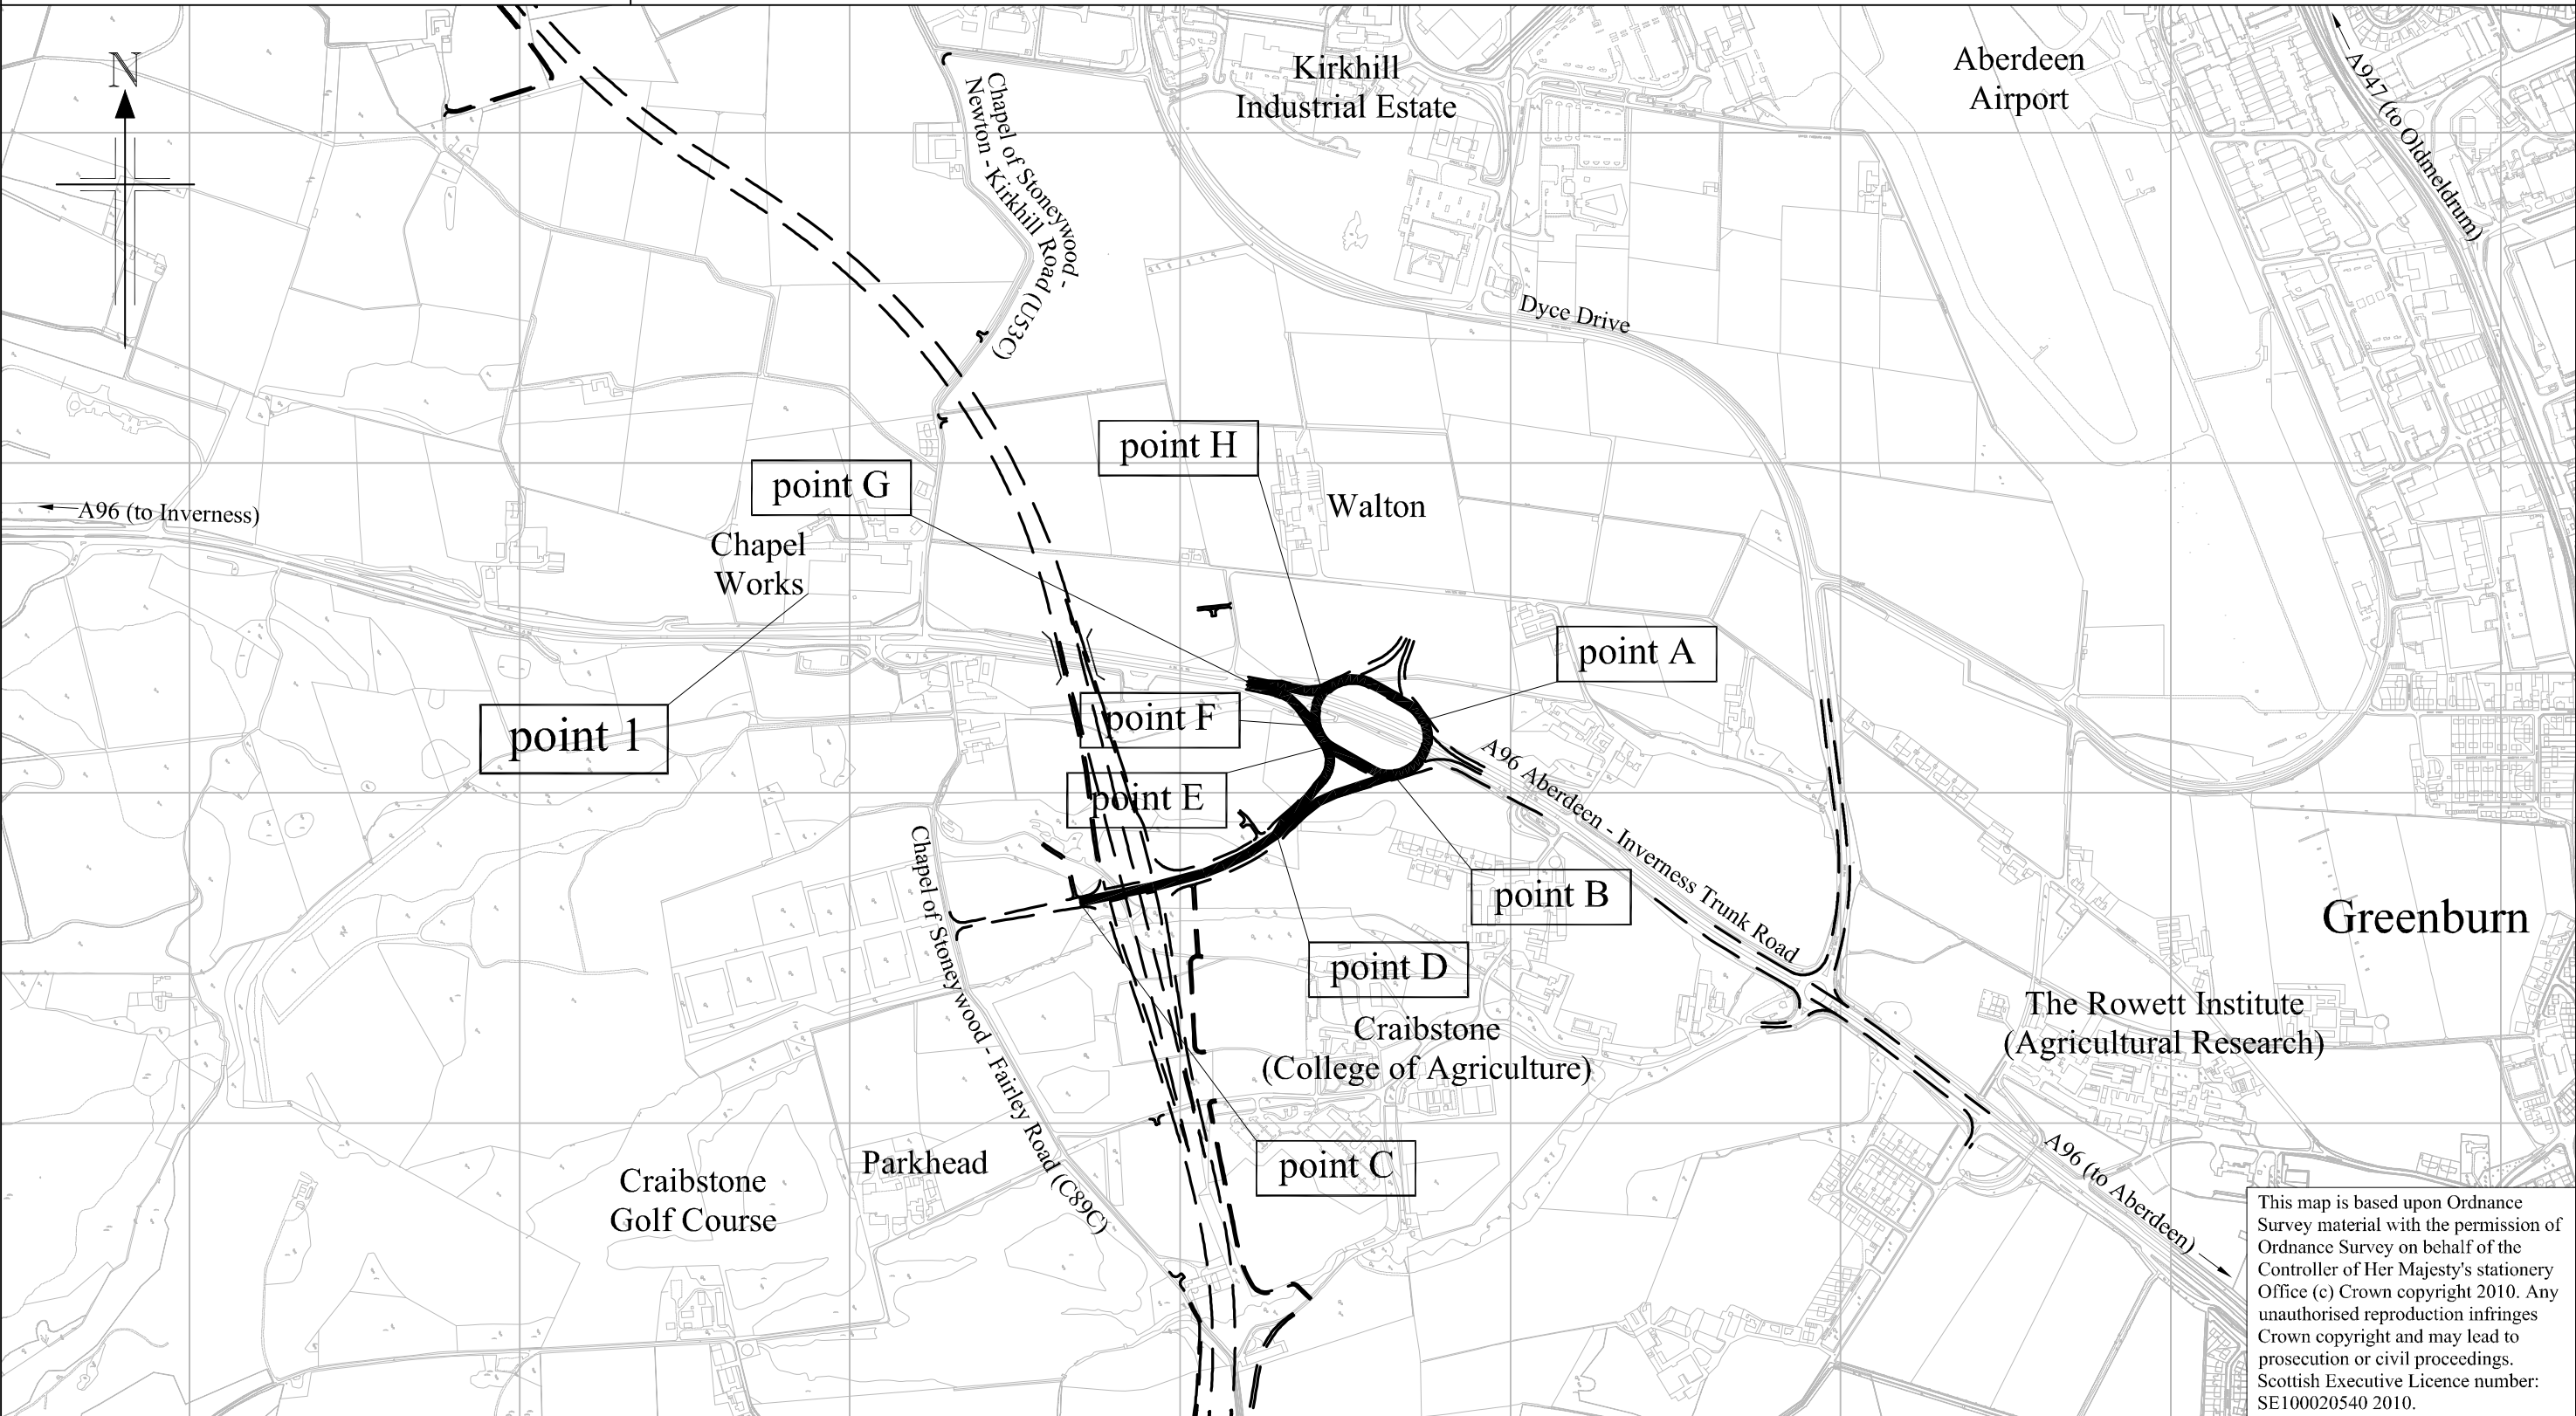 N
Kirkhill
Industrial Estate
Aberdeen
Airport
A947 (to Oldmeldrum)
Chapel of Stoneywood -
Newton - Kirkhill Road (U53C)
Dyce Drive
point H
point G
Walton
A96 (to Inverness)
Chapel
Works
point A
point F
point 1
A96 Aberdeen - Inverness Trunk Road
point E
Chapel of Stoneywood - Fairley Road (C89C)
point B
Greenburn
point D
The Rowett Institute
(Agricultural Research)
Craibstone
(College of Agriculture)
point C
Parkhead
Craibstone
Golf Course
A96 (to Aberdeen)
This map is based upon Ordnance
Survey material with the permission of
Ordnance Survey on behalf of the
Controller of Her Majesty's stationery
Office (c) Crown copyright 2010. Any
unauthorised reproduction infringes
Crown copyright and may lead to
prosecution or civil proceedings.
Scottish Executive Licence number:
SE100020540 2010.